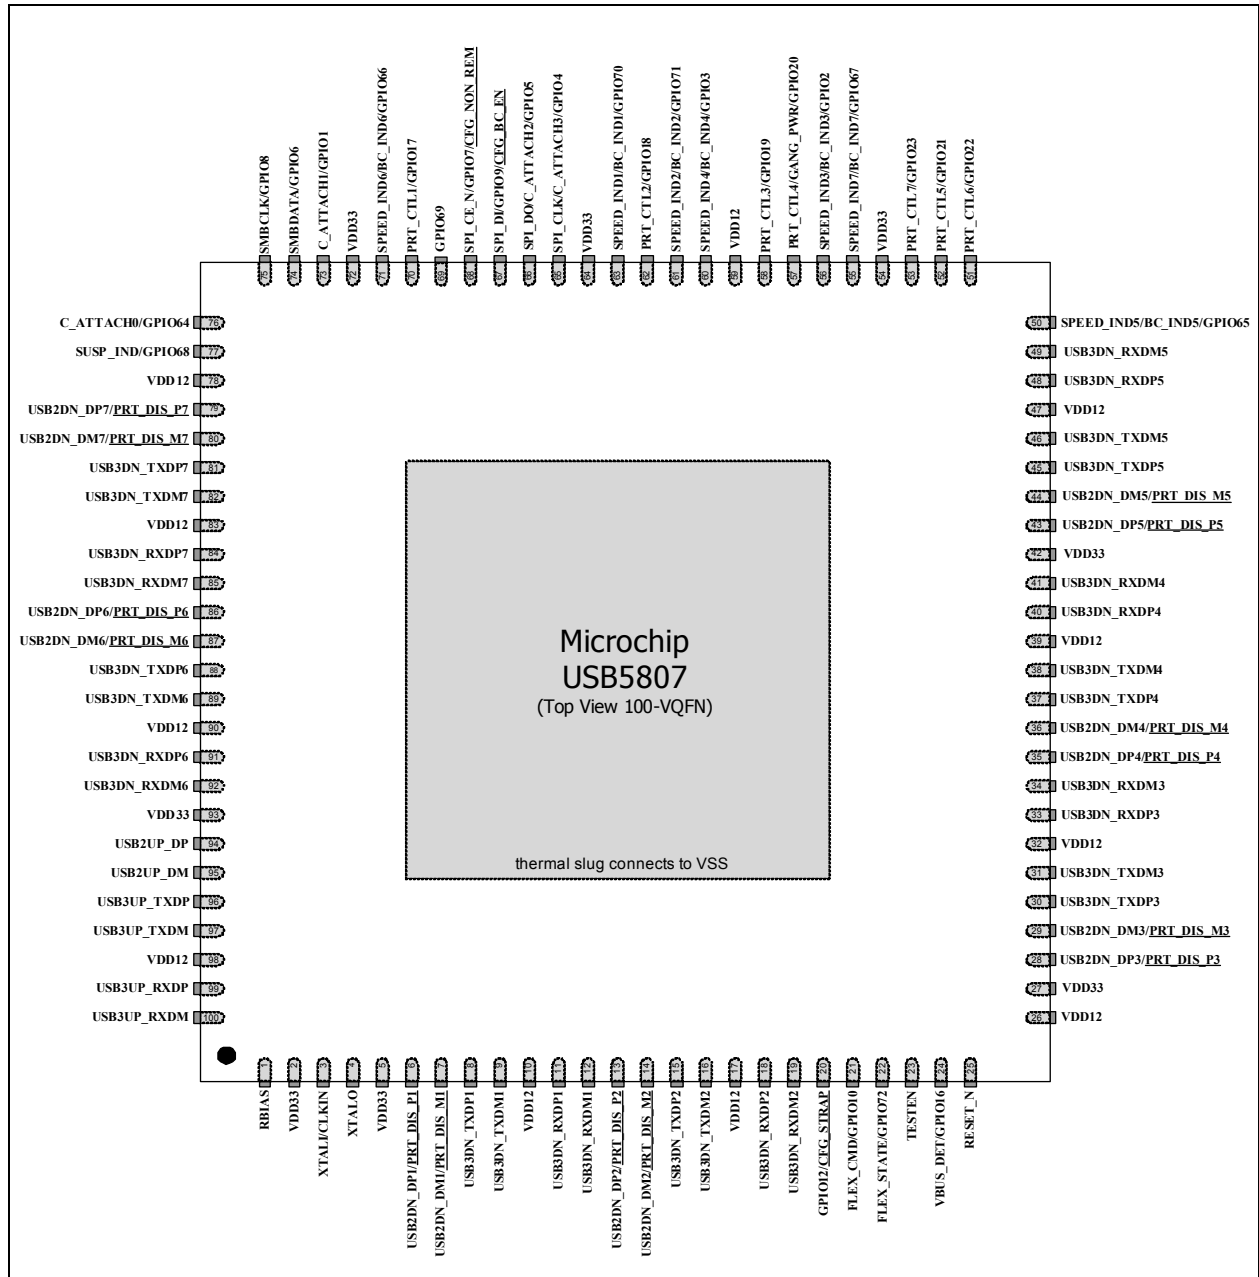 SMBCLK/GPIO8
SMBDATA/GPIO6
C_ATTACH1/GPIO1
VDD33
SPEED_IND6/BC_IND6/GPIO66
PRT_CTL1/GPIO17
GPIO69
SPI_CE_N/GPIO7/CFG_NON_REM
SPI_DI/GPIO9/CFG_BC_EN
SPI_DO/C_ATTACH2/GPIO5
SPI_CLK/C_ATTACH3/GPIO4
VDD33
SPEED_IND1/BC_IND1/GPIO70
PRT_CTL2/GPIO18
SPEED_IND2/BC_IND2/GPIO71
SPEED_IND4/BC_IND4/GPIO3
VDD12
PRT_CTL3/GPIO19
PRT_CTL4/GANG_PWR/GPIO20
SPEED_IND3/BC_IND3/GPIO2
SPEED_IND7/BC_IND7/GPIO67
VDD33
PRT_CTL7/GPIO23
PRT_CTL5/GPIO21
PRT_CTL6/GPIO22
75
74
73
72
71
70
69
68
67
66
65
64
63
62
61
60
59
58
57
56
55
54
53
52
51
C_ATTACH0/GPIO64 76
SUSP_IND/GPIO68 77
VDD12 78
USB2DN_DP7/PRT_DIS_P7 79
USB2DN_DM7/PRT_DIS_M7 80
USB3DN_TXDP7 81
USB3DN_TXDM7 82
VDD12 83
USB3DN_RXDP7 84
USB3DN_RXDM7 85
USB2DN_DP6/PRT_DIS_P6 86
USB2DN_DM6/PRT_DIS_M6 87
USB3DN_TXDP6 88
USB3DN_TXDM6 89
VDD12 90
USB3DN_RXDP6 91
USB3DN_RXDM6 92
VDD33 93
USB2UP_DP 94
USB2UP_DM 95
USB3UP_TXDP 96
USB3UP_TXDM 97
VDD12 98
USB3UP_RXDP 99
USB3UP_RXDM 100
Microchip
USB5807
(Top View 100-VQFN)
thermal slug connects to VSS
50 SPEED_IND5/BC_IND5/GPIO65
49 USB3DN_RXDM5
48 USB3DN_RXDP5
47 VDD12
46 USB3DN_TXDM5
45 USB3DN_TXDP5
44 USB2DN_DM5/PRT_DIS_M5
43 USB2DN_DP5/PRT_DIS_P5
42 VDD33
41 USB3DN_RXDM4
40 USB3DN_RXDP4
39 VDD12
38 USB3DN_TXDM4
37 USB3DN_TXDP4
36 USB2DN_DM4/PRT_DIS_M4
35 USB2DN_DP4/PRT_DIS_P4
34 USB3DN_RXDM3
33 USB3DN_RXDP3
32 VDD12
31 USB3DN_TXDM3
30 USB3DN_TXDP3
29 USB2DN_DM3/PRT_DIS_M3
28 USB2DN_DP3/PRT_DIS_P3
27 VDD33
26 VDD12
1
2
3
4
5
6
7
8
9
10
11
12
13
14
15
16
17
18
19
20
21
22
23
24
25
RBIAS
VDD33
XTALI/CLKIN
XTALO
VDD33
USB2DN_DP1/PRT_DIS_P1
USB2DN_DM1/PRT_DIS_M1
USB3DN_TXDP1
USB3DN_TXDM1
VDD12
USB3DN_RXDP1
USB3DN_RXDM1
USB2DN_DP2/PRT_DIS_P2
USB2DN_DM2/PRT_DIS_M2
USB3DN_TXDP2
USB3DN_TXDM2
VDD12
USB3DN_RXDP2
USB3DN_RXDM2
GPIO12/CFG_STRAP
FLEX_CMD/GPIO10
FLEX_STATE/GPIO72
TESTEN
VBUS_DET/GPIO16
RESET_N